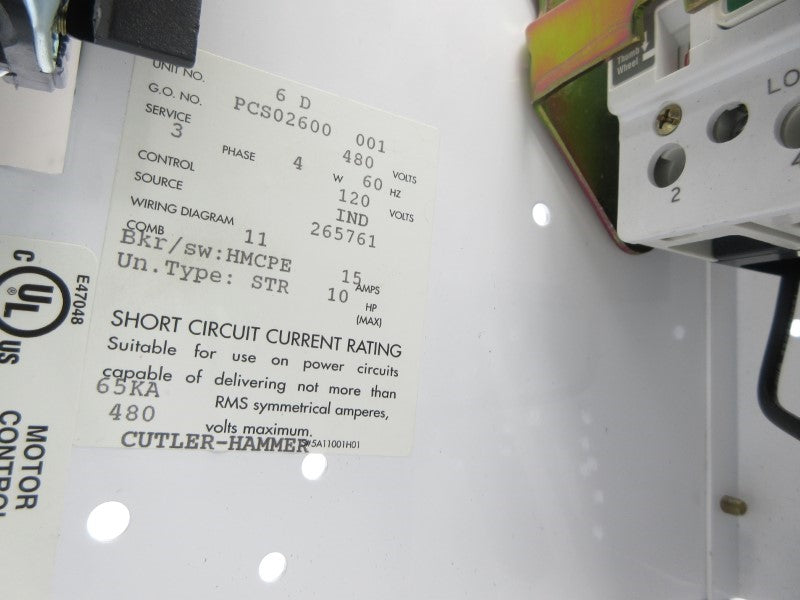 UNIT NO. 6 D
G.O. NO. PCS02600 001
SERVICE 480 VOLTS
3 PHASE 4 W 60 HZ
CONTROL 120 VOLTS
SOURCE IND
WIRING DIAGRAM 265761
COMB 11
Bkr/sw:HMCPE 15 AMPS
Un.Type: STR 10 HP
(MAX)
SHORT CIRCUIT CURRENT RATING
Suitable for use on power circuits
capable of delivering not more than
65KA RMS symmetrical amperes,
480 volts maximum.
CUTLER-HAMMER
C UL ® US
E47048
MOTOR
CONTROL
Thumb
Wheel
LO
2
4